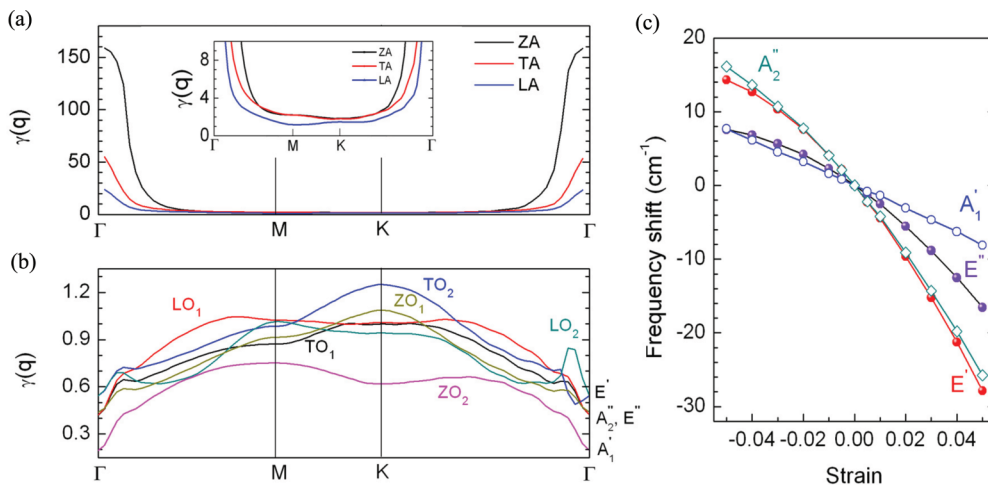 (a)
150
100
50
0
γ(q)
ZA
TA
LA
8
4
0
γ(q)
ZA
TA
LA
Γ M K Γ
Γ M K Γ
(b)
1.2
0.9
0.6
0.3
γ(q)
LO₁
TO₂
ZO₁
TO₁
ZO₂
LO₂
E'
A₂", E"
A₁'
Γ M K Γ
(c)
20
10
0
-10
-20
-30
Frequency shift (cm⁻¹)
A₂"
A₁'
E"
E'
-0.04 -0.02 0.00 0.02 0.04
Strain